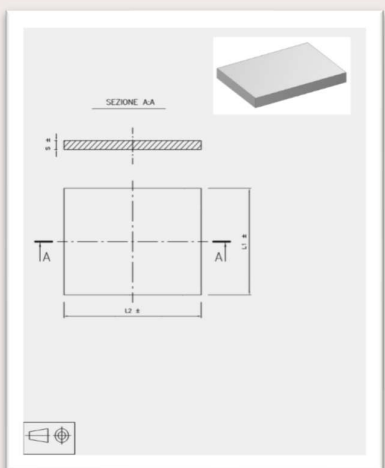 SEZIONE A:A
S ±
L1 ±
A A
L2 ±